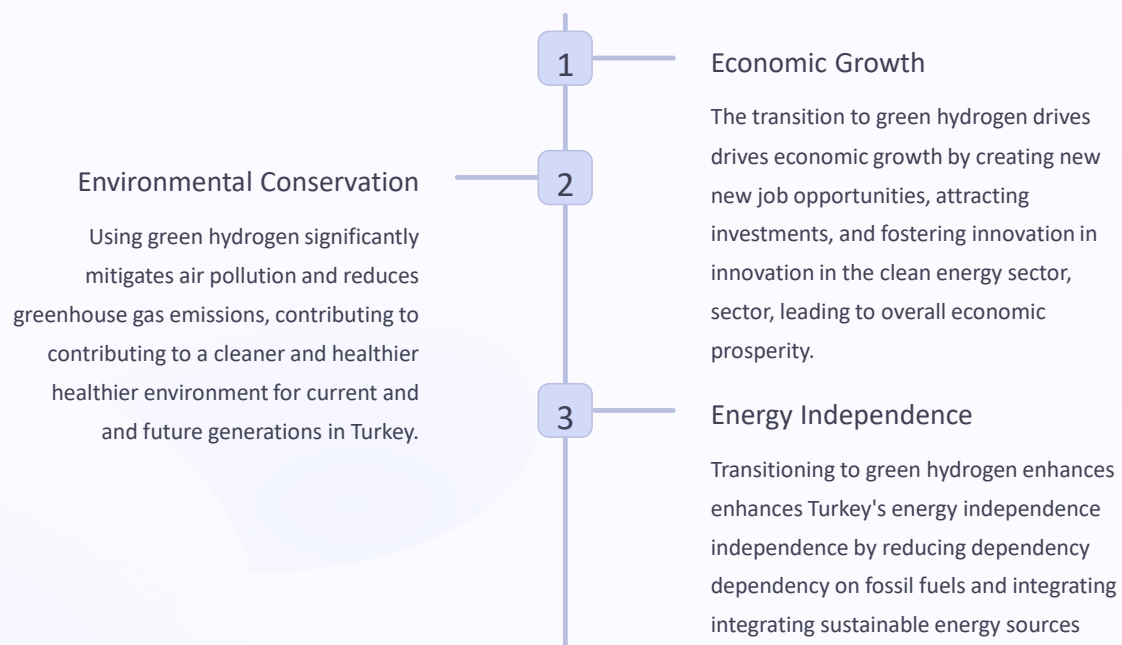 1
Economic Growth
The transition to green hydrogen drives
drives economic growth by creating new
new job opportunities, attracting
investments, and fostering innovation in
innovation in the clean energy sector,
sector, leading to overall economic
prosperity.
2
Environmental Conservation
Using green hydrogen significantly
mitigates air pollution and reduces
greenhouse gas emissions, contributing to
contributing to a cleaner and healthier
healthier environment for current and
and future generations in Turkey.
3
Energy Independence
Transitioning to green hydrogen enhances
enhances Turkey's energy independence
independence by reducing dependency
dependency on fossil fuels and integrating
integrating sustainable energy sources